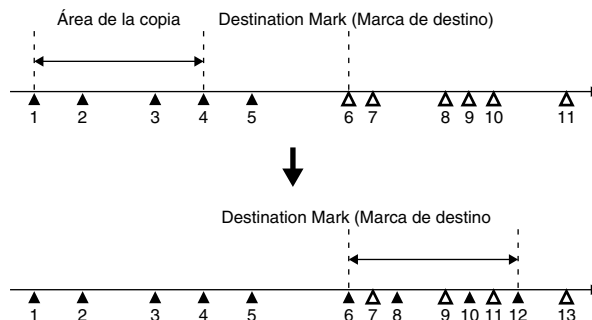 Área de la copia Destination Mark (Marca de destino)
1 2 3 4 5 6 7 8 9 10 11
Destination Mark (Marca de destino
1 2 3 4 5 6 7 8 9 10 11 12 13